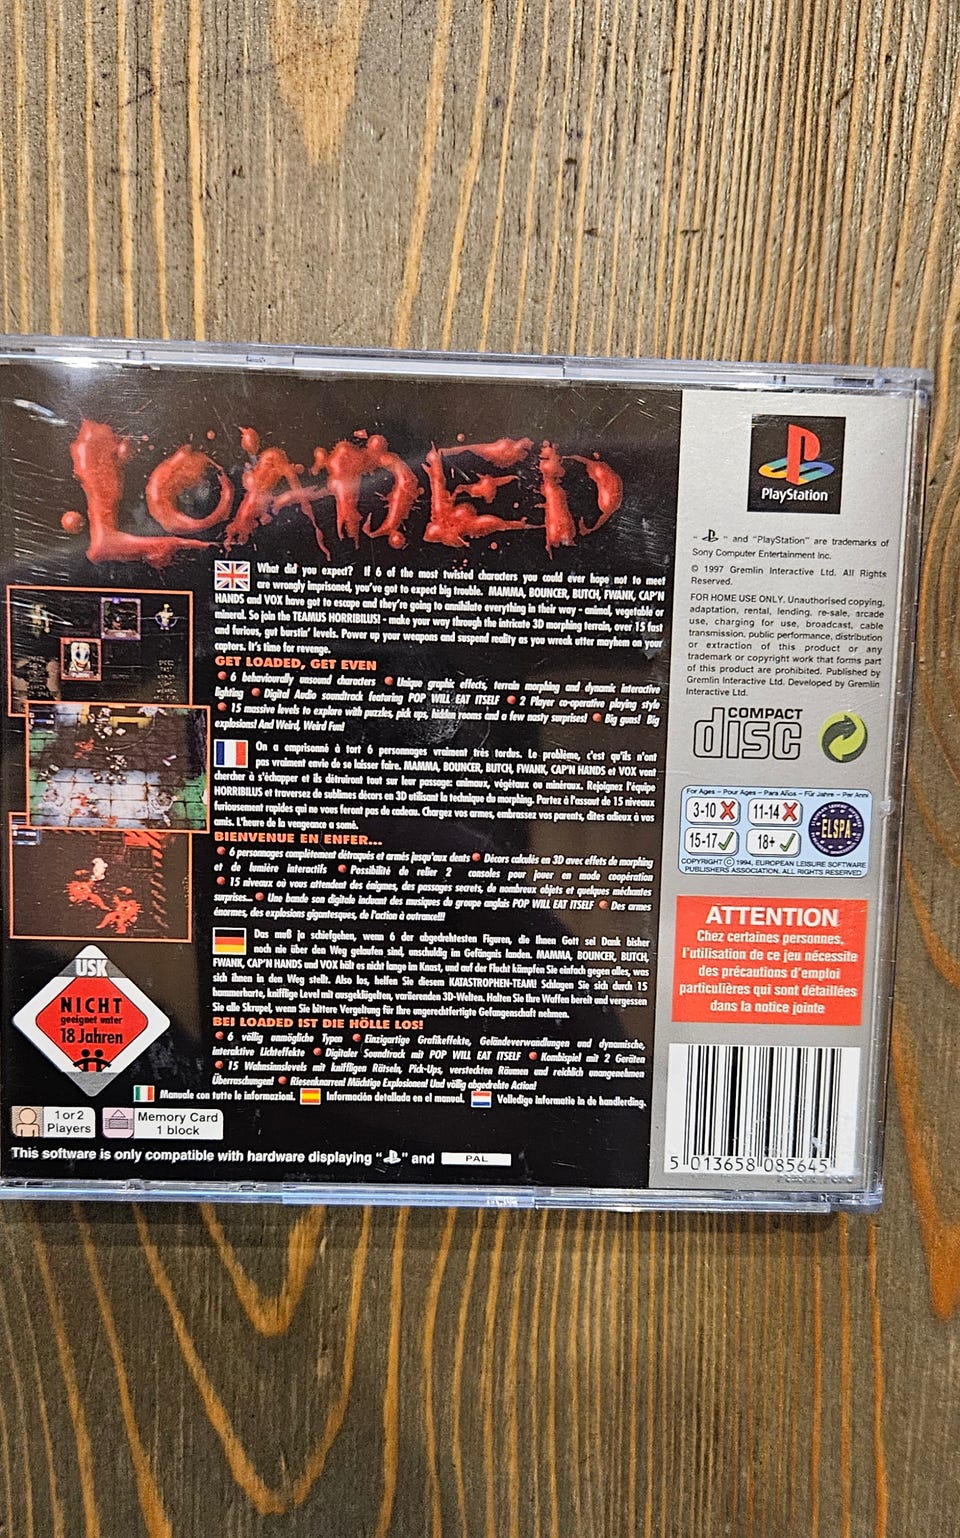 LOADED
What did you expect? If 6 of the most twisted characters you could ever hope not to meet
are wrongly imprisoned, you've got to expect big trouble. MAMMA, BOUNCER, BUTCH, FWANK, CAP'N
HANDS and VOX have got to escape and they're going to annihilate everything in their way - animal, vegetable or
mineral. So join the TEAMUS HORRIBILUS! - make your way through the intricate 3D morphing terrain, over 15 fast
and furious, gut burstin' levels. Power up your weapons and suspend reality as you wreak utter mayhem on your
captors. It's time for revenge.
GET LOADED, GET EVEN
6 behaviourally unsound characters Unique graphic effects, terrain morphing and dynamic interactive
lighting Digital Audio soundtrack featuring POP WILL EAT ITSELF 2 Player co-operative playing style
15 massive levels to explore with puzzles, pick ups, hidden rooms and a few nasty surprises! Big guns! Big
explosions! And Weird, Weird Fun!
On a emprisonné à tort 6 personnages vraiment très tordus. Le problème, c'est qu'ils n'ont
pas vraiment envie de se laisser faire. MAMMA, BOUNCER, BUTCH, FWANK, CAP'N HANDS et VOX vont
chercher à s'échapper et ils détruiront tout sur leur passage: animaux, végétaux ou minéraux. Rejoignez l'équipe
HORRIBILUS et traversez de sublimes décors en 3D utilisant la technique du morphing. Partez à l'assaut de 15 niveaux
furieusement rapides qui ne vous feront pas de cadeau. Chargez vos armes, embrassez vos parents, dites adieux à vos
amis. L'heure de la vengeance a sonné.
BIENVENUE EN ENFER...
6 personnages complètement détraqués et armés jusqu'aux dents Décors calculés en 3D avec effets de morphing
et de lumière interactifs Possibilité de relier 2 consoles pour jouer en mode coopération
15 niveaux où vous attendent des énigmes, des passages secrets, de nombreux objets et quelques méchantes
surprises... Une bande son digitale incluant des musiques du groupe anglais POP WILL EAT ITSELF Des armes
énormes, des explosions gigantesques, de l'action à outrance!!!
Das muß ja schiefgehen, wenn 6 der abgedrehtesten Figuren, die Ihnen Gott sei Dank bisher
noch nie über den Weg gelaufen sind, unschuldig im Gefängnis landen. MAMMA, BOUNCER, BUTCH,
FWANK, CAP'N HANDS und VOX hält es nicht lange im Knast, und auf der Flucht kämpfen Sie einfach gegen alles, was
sich ihnen in den Weg stellt. Also los, helfen Sie diesem KATASTROPHEN-TEAM! Schlagen Sie sich durch 15
hammerharte, knifflige Level mit ausgeklügelten, variierenden 3D-Welten. Halten Sie Ihre Waffen bereit und vergessen
Sie alle Skrupel, wenn Sie bittere Vergeltung für Ihre ungerechtfertigte Gefangenschaft nehmen.
BEI LOADED IST DIE HÖLLE LOS!
6 völlig unmögliche Typen Einzigartige Grafikeffekte, Geländeverwandlungen und dynamische,
interaktive Lichteffekte Digitaler Soundtrack mit POP WILL EAT ITSELF Kombispiel mit 2 Geräten
15 Wahnsinnslevels mit kniffligen Rätseln, Pick-Ups, versteckten Räumen und reichlich unangenehmen
Überraschungen! Riesenknarren! Mächtige Explosionen! Und völlig abgedrehte Action!
Manuale con tutte le informazioni. Información detallada en el manual. Volledige informatie in de handleiding.
USK
NICHT
geeignet unter
18 Jahren
1 or 2
Players
Memory Card
1 block
This software is only compatible with hardware displaying " " and PAL
PlayStation
" " and "PlayStation" are trademarks of
Sony Computer Entertainment Inc.
© 1997 Gremlin Interactive Ltd. All Rights
Reserved.
FOR HOME USE ONLY. Unauthorised copying,
adaptation, rental, lending, re-sale, arcade
use, charging for use, broadcast, cable
transmission, public performance, distribution
or extraction of this product or any
trademark or copyright work that forms part
of this product are prohibited. Published by
Gremlin Interactive Ltd. Developed by Gremlin
Interactive Ltd.
COMPACT
disc
For Ages - Pour Ages - Para Años - Für Jahre - Per Anni
3-10 11-14
15-17 18+
ELSPA
COPYRIGHT © 1994, EUROPEAN LEISURE SOFTWARE
PUBLISHERS ASSOCIATION. ALL RIGHTS RESERVED
ATTENTION
Chez certaines personnes,
l'utilisation de ce jeu nécessite
des précautions d'emploi
particulières qui sont détaillées
dans la notice jointe
5 013658 085645